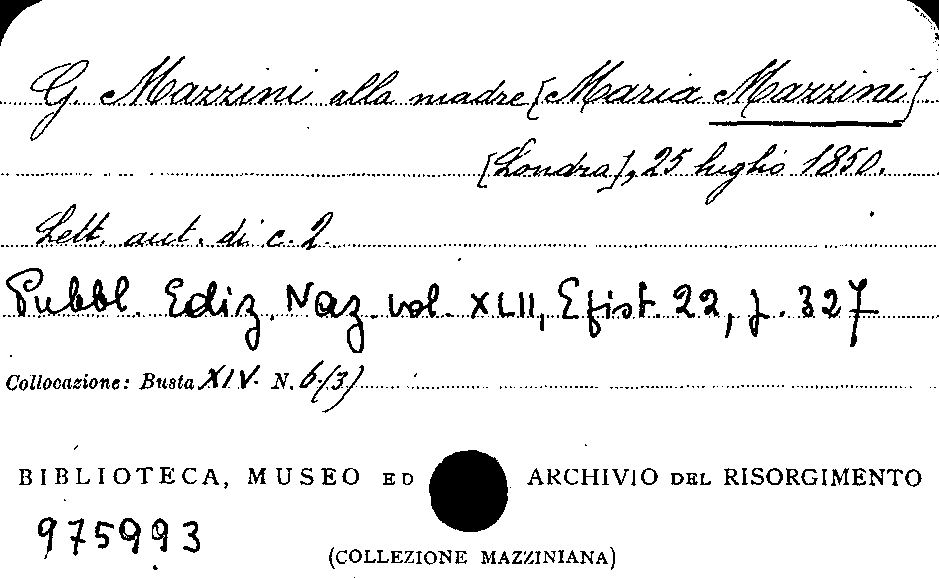 G. Mazzini alla madre [Maria Mazzini]
[Londra], 25 luglio 1850.
Lett. aut. di c. 2.
Pubbl. Ediz. Naz. vol. XLII, Epist. 22, p. 327
Collocazione: Busta XIV. N. 6/3)
BIBLIOTECA, MUSEO ED ARCHIVIO DEL RISORGIMENTO
975993
(COLLEZIONE MAZZINIANA)